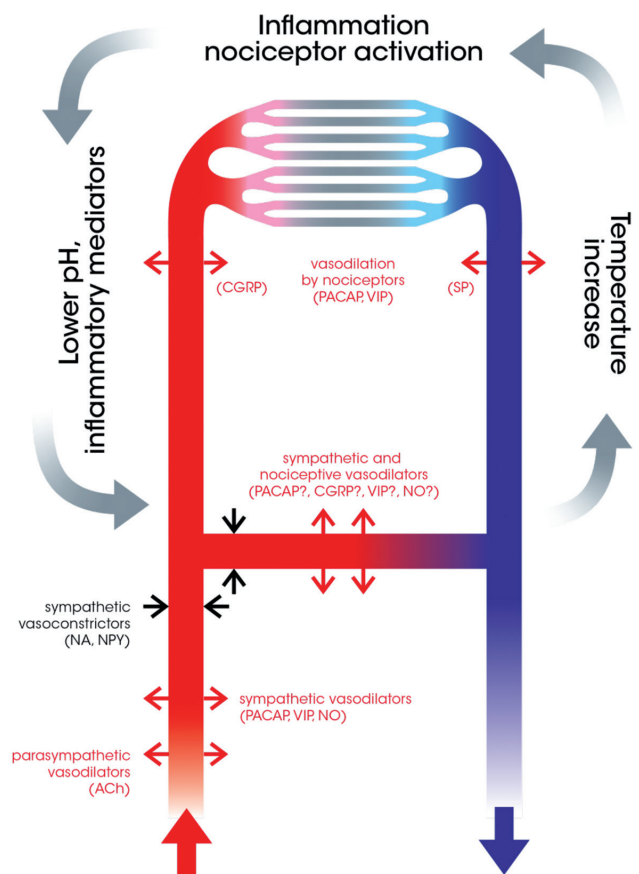 Inflammation
nociceptor activation
Lower pH,
inflammatory mediators
Temperature
increase
(CGRP)
vasodilation
by nociceptors
(PACAP, VIP)
(SP)
sympathetic and
nociceptive vasodilators
(PACAP?, CGRP?, VIP?, NO?)
sympathetic
vasoconstrictors
(NA, NPY)
sympathetic vasodilators
(PACAP, VIP, NO)
parasympathetic
vasodilators
(ACh)